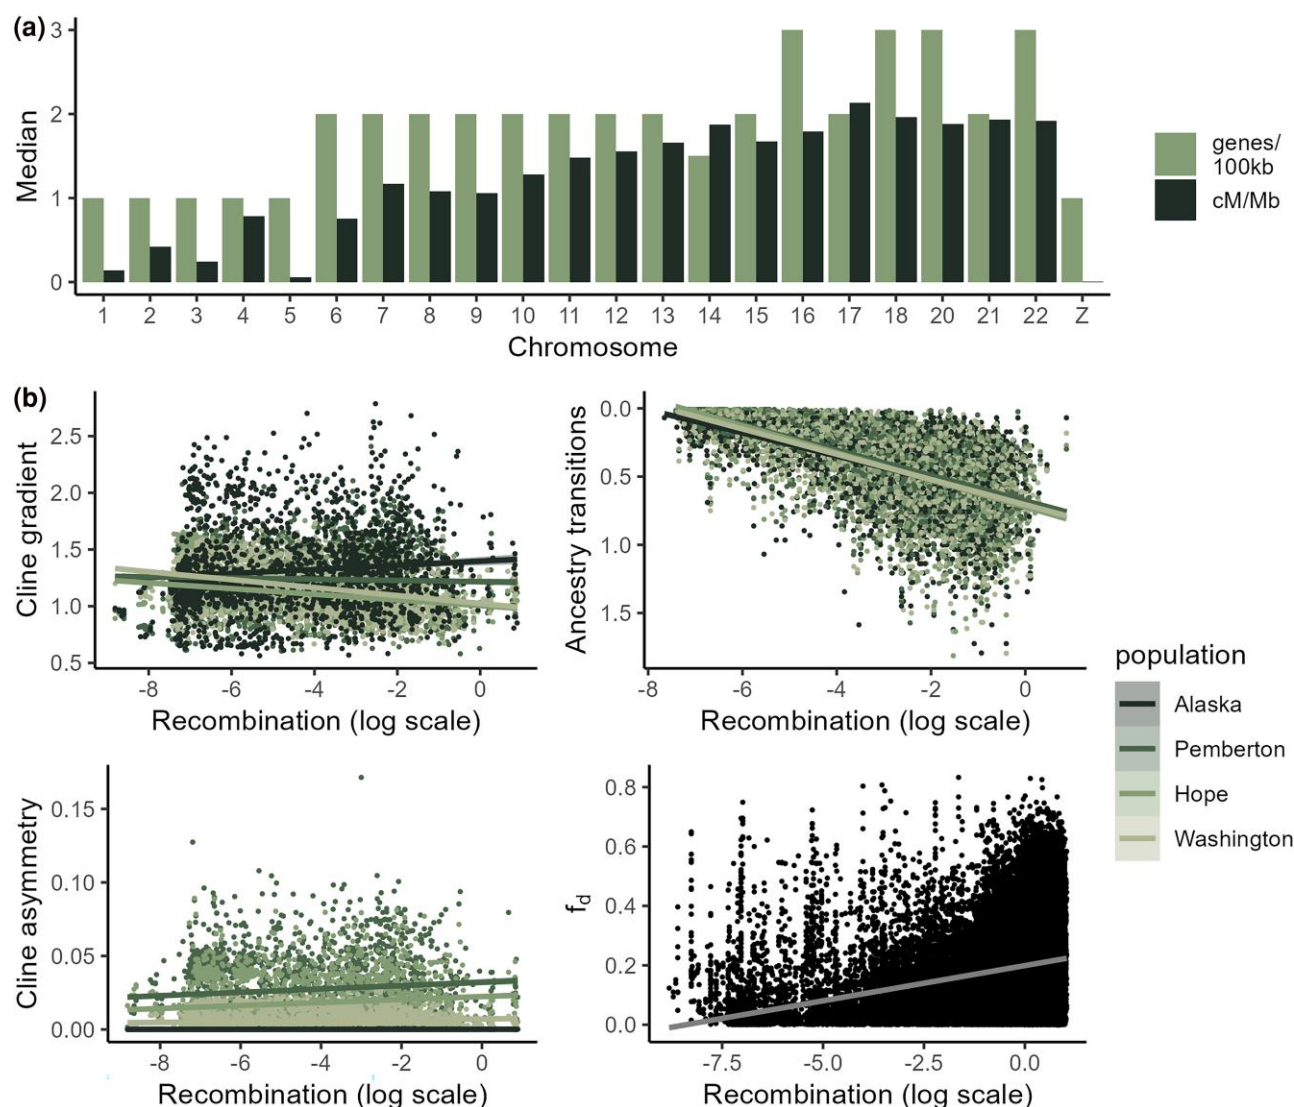 (a)
Median
3
2
1
0
1 2 3 4 5 6 7 8 9 10 11 12 13 14 15 16 17 18 20 21 22 Z
Chromosome
genes/
100kb
cM/Mb
(b)
Cline gradient
2.5
2.0
1.5
1.0
0.5
-8 -6 -4 -2 0
Recombination (log scale)
Ancestry transitions
0.0
0.5
1.0
1.5
-8 -6 -4 -2 0
Recombination (log scale)
Cline asymmetry
0.15
0.10
0.05
0.00
-8 -6 -4 -2 0
Recombination (log scale)
fd
0.8
0.6
0.4
0.2
0.0
-7.5 -5.0 -2.5 0.0
Recombination (log scale)
population
Alaska
Pemberton
Hope
Washington